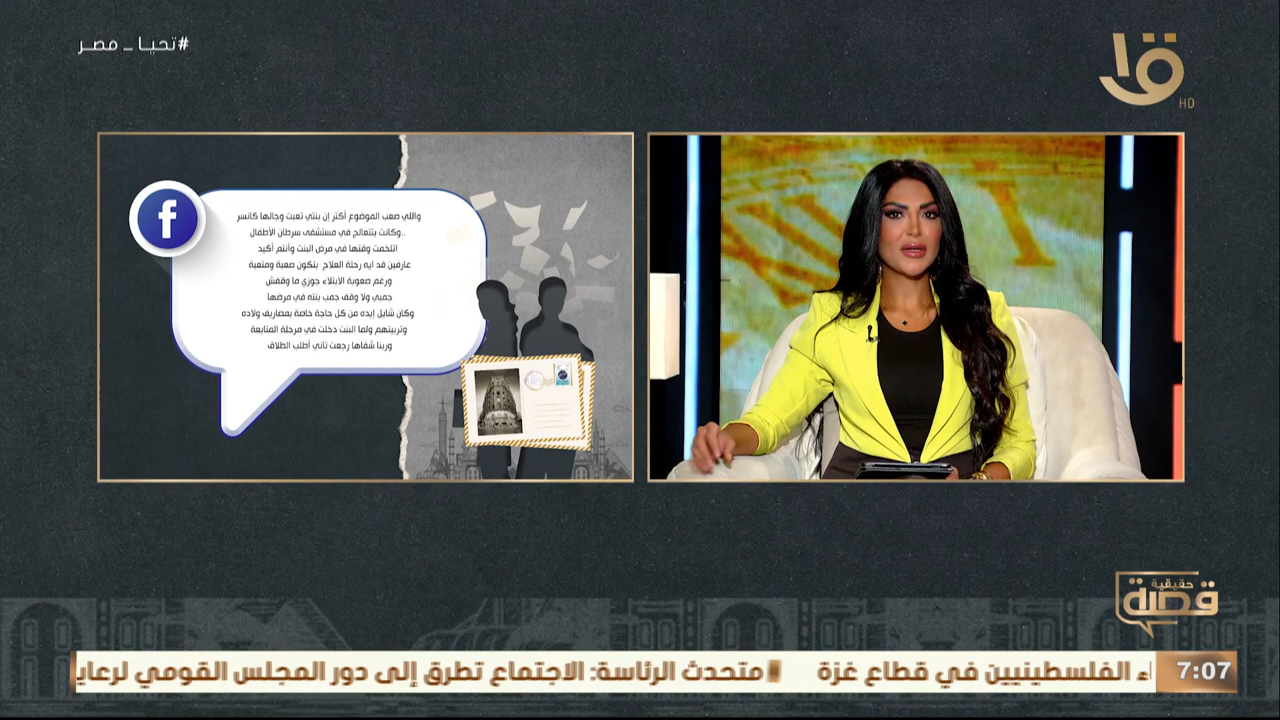 #تحيا _ مصر
HD
واللي صعب الموضوع أكتر إن بنتي تعبت وجالها كانسر
..وكانت بتتعالج في مستشفى سرطان الأطفال
اتلخمت وقتها في مرض البنت وأنتم أكيد
عارفين قد ايه رحلة العلاج بتكون صعبة ومتعبة
ورغم صعوبة الابتلاء جوزي ما وقفش
جمبي ولا وقف جمب بنته في مرضها
وكان شايل إيده من كل حاجة خاصة بمصاريف ولاده
وتربيتهم ولما البنت دخلت في مرحلة المتابعة
وربنا شفاها رجعت تاني أطلب الطلاق
قصة حقيقية
7:07
ء الفلسطينيين في قطاع غزة ■ متحدث الرئاسة: الاجتماع تطرق إلى دور المجلس القومي لرعاي